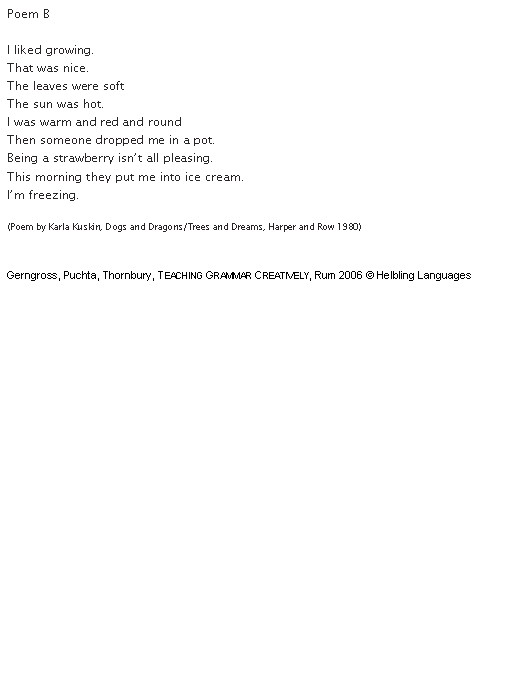 Poem B
I liked growing.
That was nice.
The leaves were soft
The sun was hot.
I was warm and red and round
Then someone dropped me in a pot.
Being a strawberry isn't all pleasing.
This morning they put me into ice cream.
I'm freezing.
(Poem by Karla Kuskin, Dogs and Dragons/Trees and Dreams, Harper and Row 1980)
Gerngross, Puchta, Thornbury, TEACHING GRAMMAR CREATIVELY, Rum 2006 © Helbling Languages